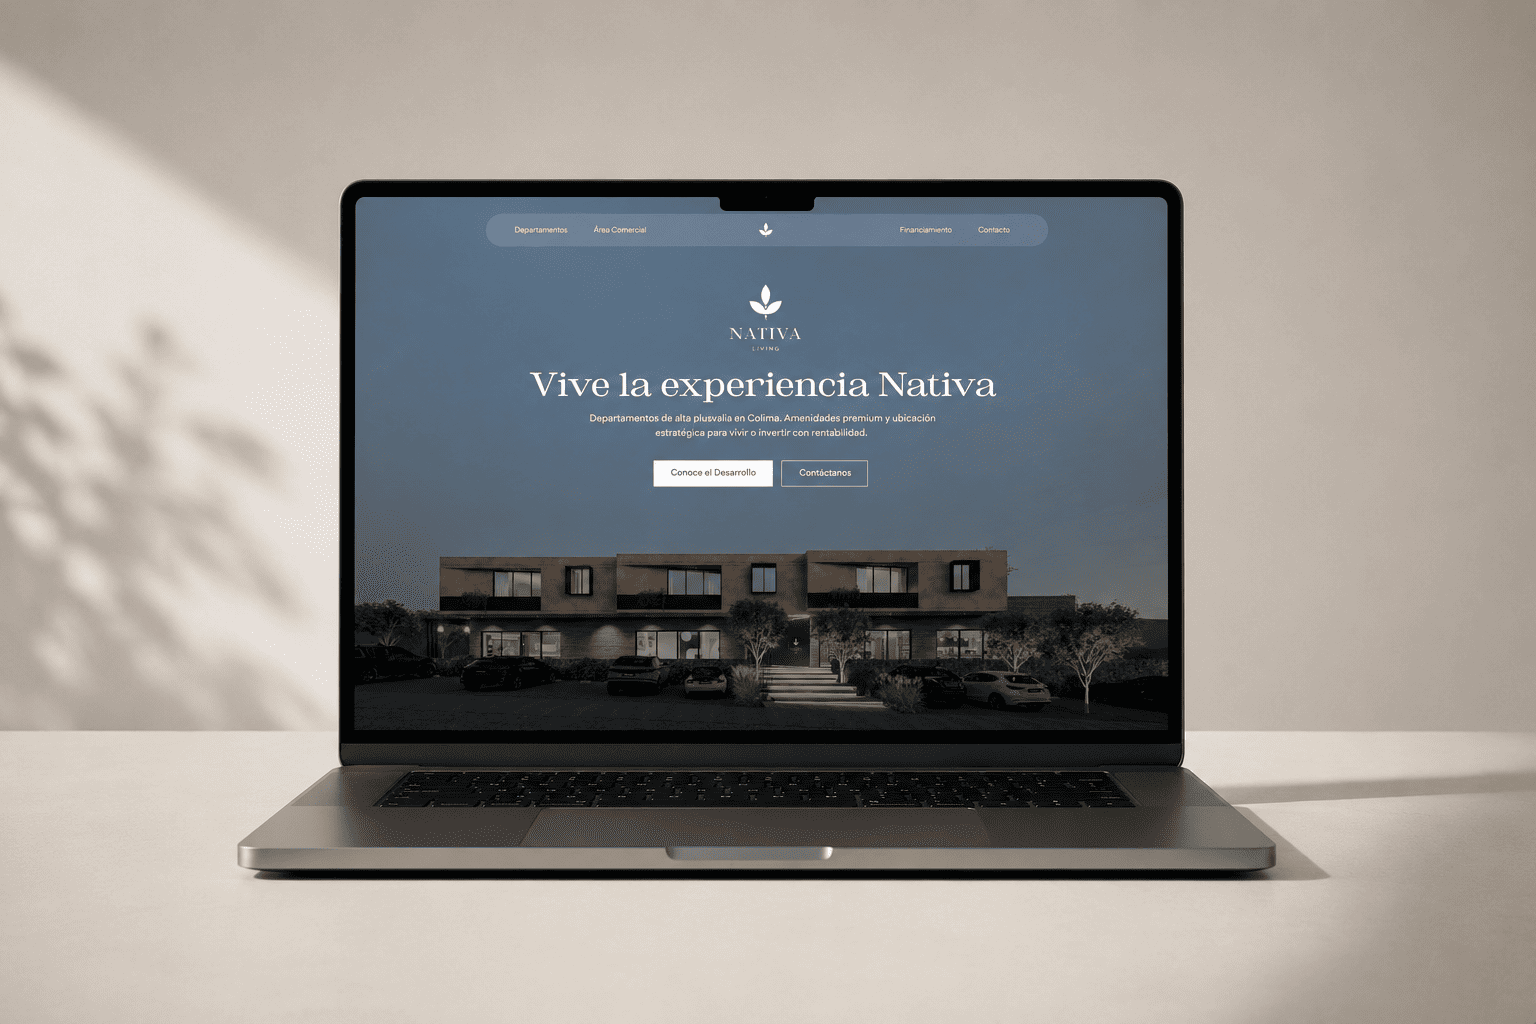 Departamentos
Área Comercial
Financiamiento
Contacto
NATIVA
LIVING
Vive la experiencia Nativa
Departamentos de alta plusvalía en Colima. Amenidades premium y ubicación
estratégica para vivir o invertir con rentabilidad.
Conoce el Desarrollo
Contáctanos